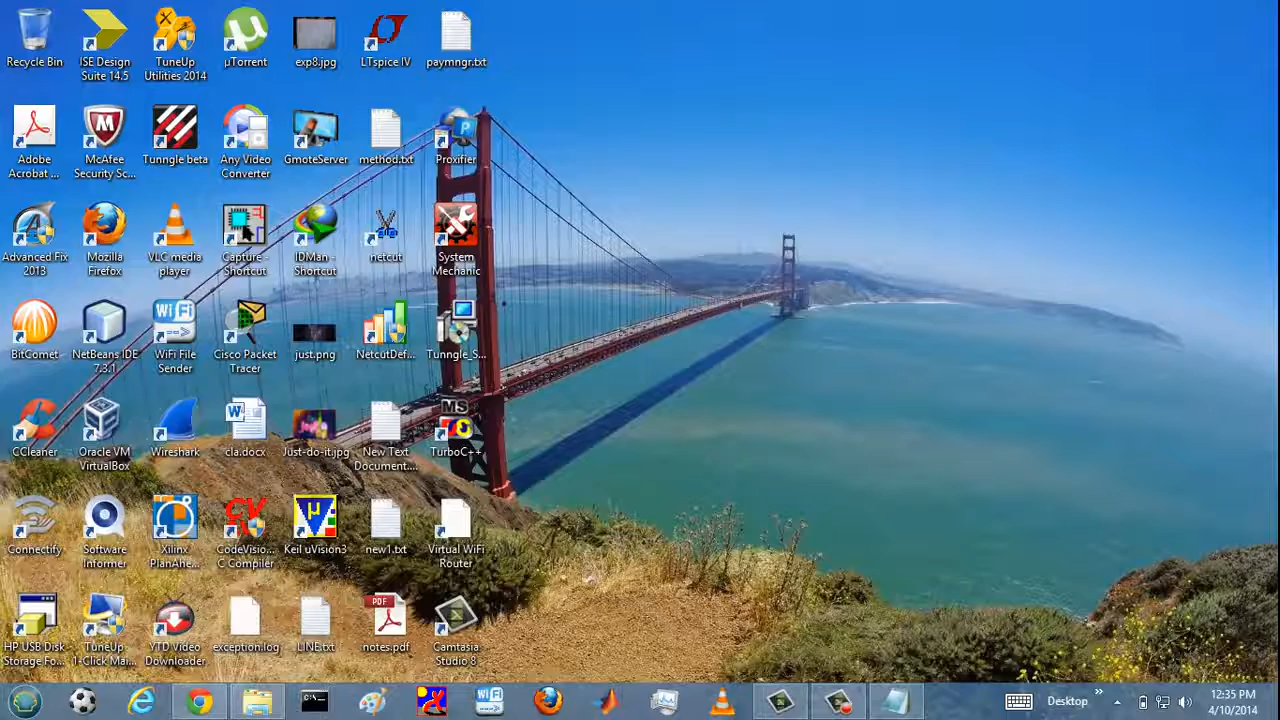 Recycle Bin
ISE Design
Suite 14.5
TuneUp
Utilities 2014
µTorrent
exp8.jpg
LTspice IV
paymngr.txt
Adobe
Acrobat ...
McAfee
Security Sc...
Tunngle beta
Any Video
Converter
GmoteServer
method.txt
Proxifier
Advanced Fix
2013
Mozilla
Firefox
VLC media
player
Capture -
Shortcut
IDMan -
Shortcut
netcut
System
Mechanic
BitComet
NetBeans IDE
7.3.1
WiFi File
Sender
Cisco Packet
Tracer
just.png
NetcutDef...
Tunngle_S...
CCleaner
Oracle VM
VirtualBox
Wireshark
cla.docx
Just-do-it.jpg
New Text
Document....
TurboC++
Connectify
Software
Informer
Xilinx
PlanAhe...
CodeVisio...
C Compiler
Keil uVision3
new1.txt
Virtual WiFi
Router
HP USB Disk
Storage Fo...
TuneUp
1-Click Mai...
YTD Video
Downloader
exception.log
LINE.txt
notes.pdf
Camtasia
Studio 8
Desktop
12:35 PM
4/10/2014